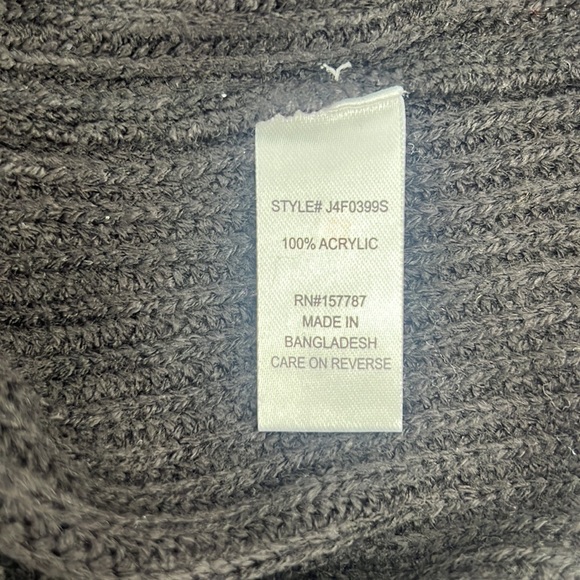 STYLE# J4F0399S
100% ACRYLIC
RN#157787
MADE IN
BANGLADESH
CARE ON REVERSE